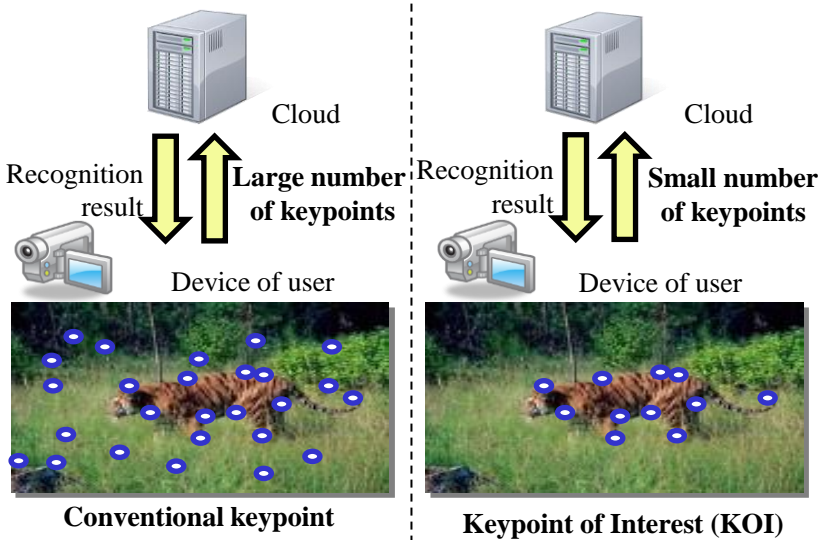 Cloud
Recognition
result
Large number
of keypoints
Device of user
Conventional keypoint
Cloud
Recognition
result
Small number
of keypoints
Device of user
Keypoint of Interest (KOI)